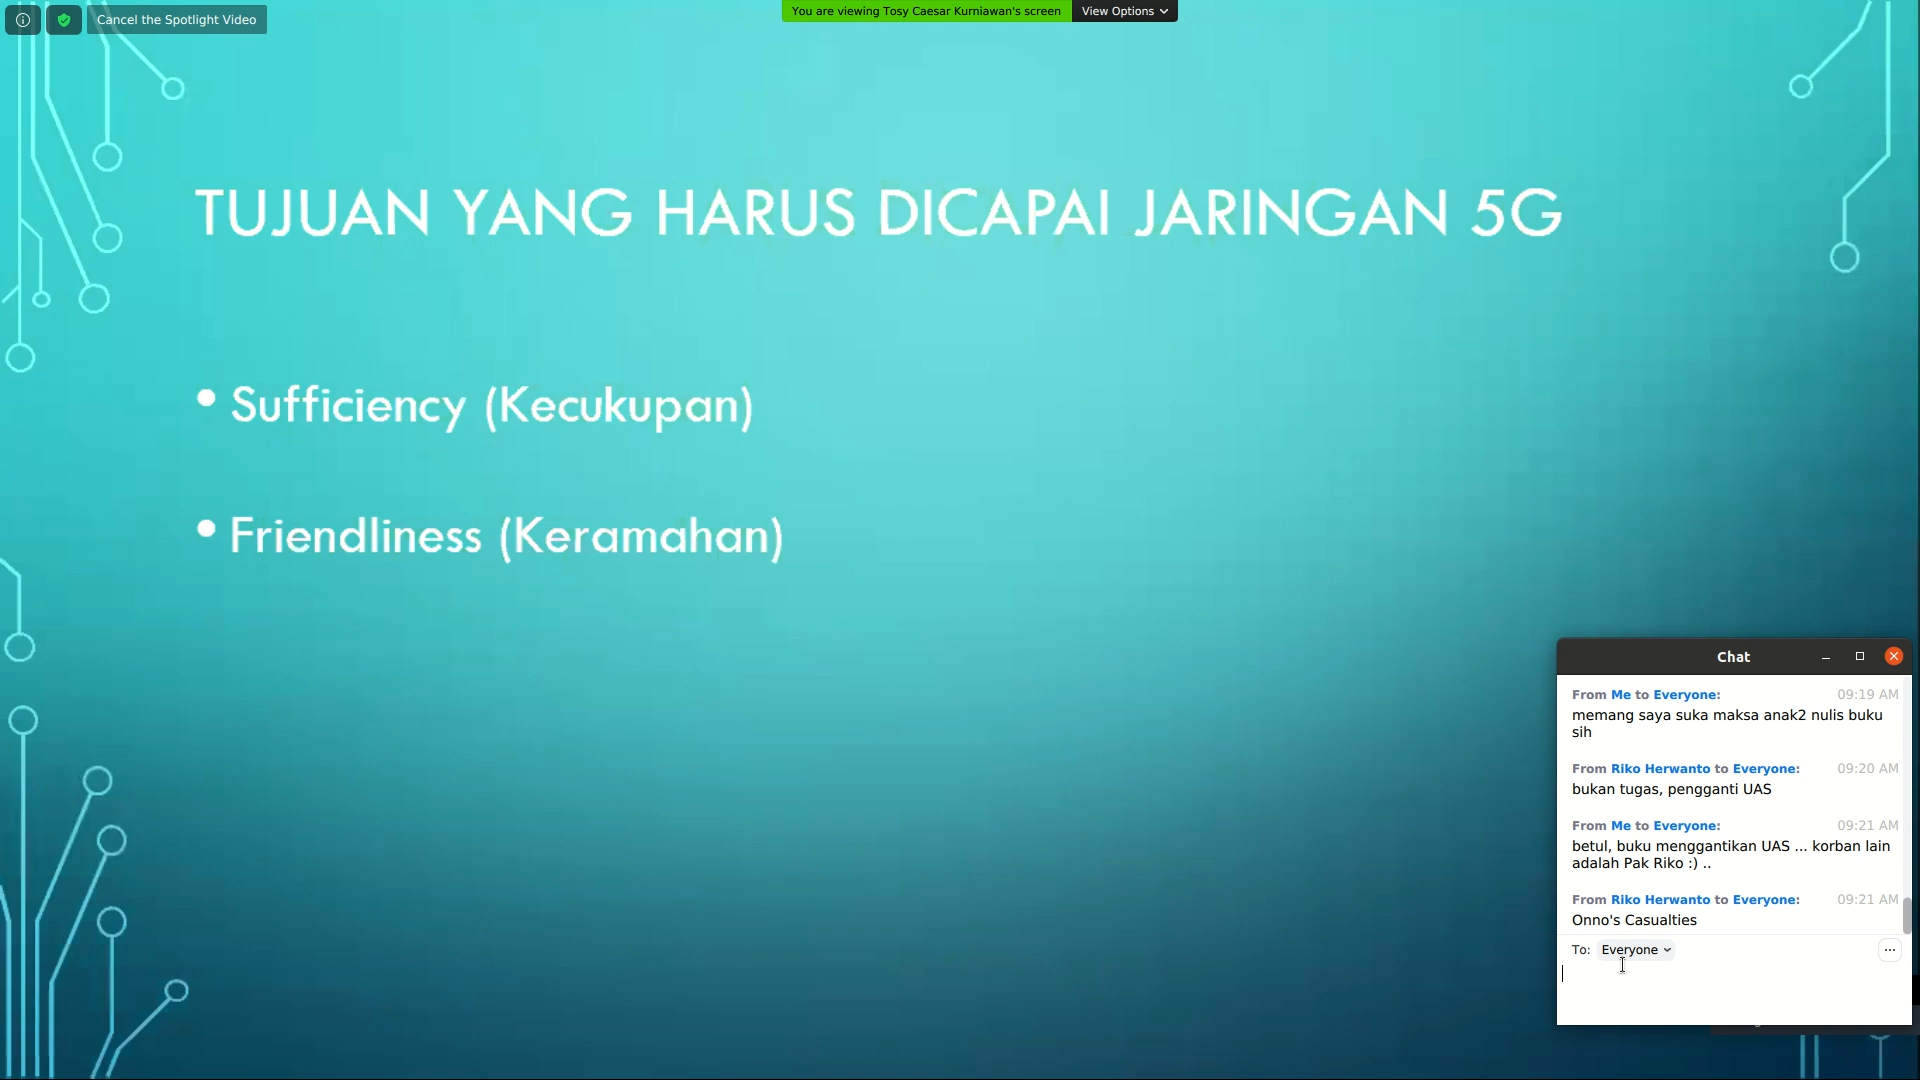 Cancel the Spotlight Video
You are viewing Tosy Caesar Kurniawan's screen
View Options
TUJUAN YANG HARUS DICAPAI JARINGAN 5G
• Sufficiency (Kecukupan)
• Friendliness (Keramahan)
Chat
From Me to Everyone: 09:19 AM
memang saya suka maksa anak2 nulis buku
sih
From Riko Herwanto to Everyone: 09:20 AM
bukan tugas, pengganti UAS
From Me to Everyone: 09:21 AM
betul, buku menggantikan UAS ... korban lain
adalah Pak Riko :) ..
From Riko Herwanto to Everyone: 09:21 AM
Onno's Casualties
To: Everyone